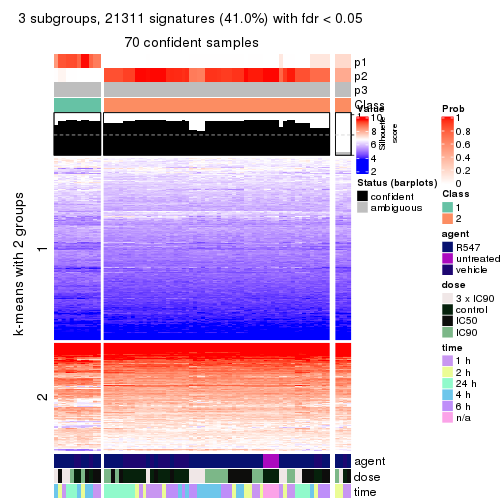 3 subgroups, 21311 signatures (41.0%) with fdr < 0.05
70 confident samples
p1
p2
p3
Class
Silhouette
score
1
2
k-means with 2 groups
agent
dose
time
Value
10
8
6
4
2
Status (barplots)
confident
ambiguous
Prob
1
0.8
0.6
0.4
0.2
0
Class
1
2
agent
R547
untreated
vehicle
dose
3 x IC90
control
IC50
IC90
time
1 h
2 h
24 h
4 h
6 h
n/a